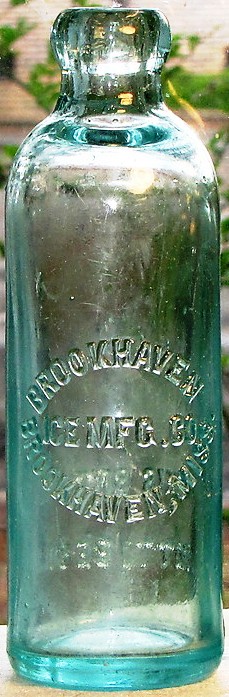 BROOKHAVEN
ICE MFG. CO.
BROOKHAVEN, MISS.